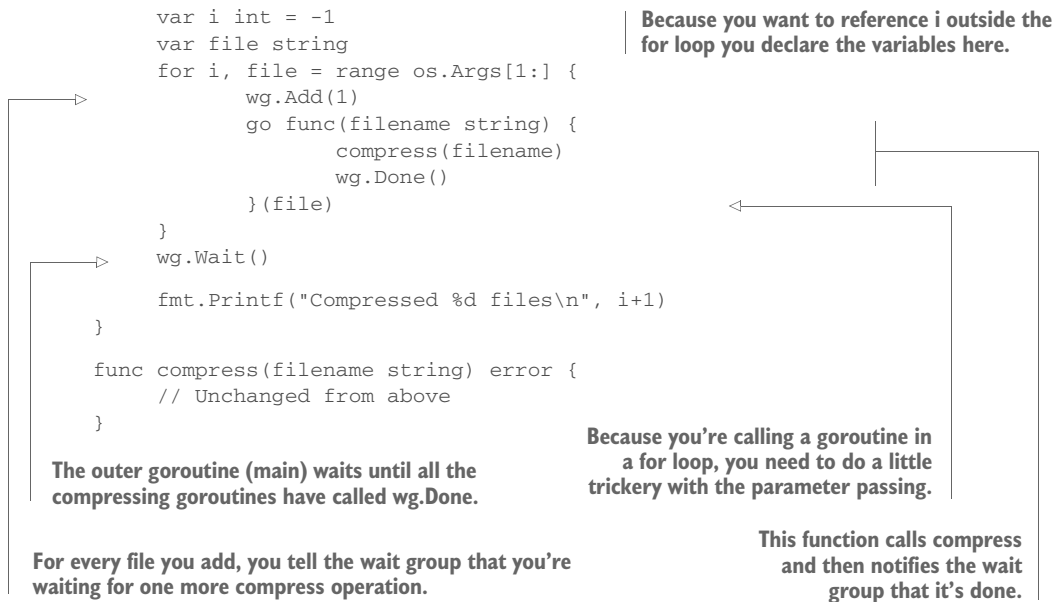 var i int = -1
var file string
for i, file = range os.Args[1:] {
wg.Add(1)
go func(filename string) {
compress(filename)
wg.Done()
}(file)
}
wg.Wait()
fmt.Printf("Compressed %d files\n", i+1)
}
func compress(filename string) error {
// Unchanged from above
}
Because you want to reference i outside the
for loop you declare the variables here.
The outer goroutine (main) waits until all the
compressing goroutines have called wg.Done.
For every file you add, you tell the wait group that you're
waiting for one more compress operation.
Because you're calling a goroutine in
a for loop, you need to do a little
trickery with the parameter passing.
This function calls compress
and then notifies the wait
group that it's done.